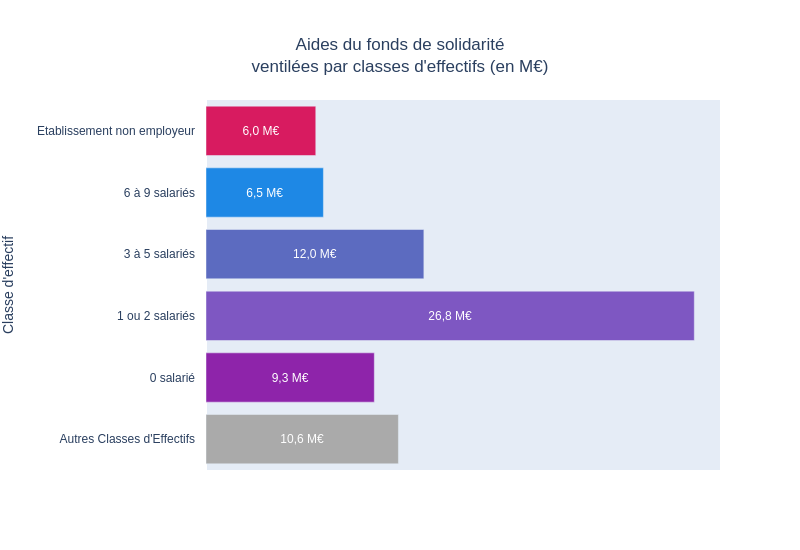 Aides du fonds de solidarité
ventilées par classes d'effectifs (en M€)
Classe d'effectif
Etablissement non employeur
6,0 M€
6 à 9 salariés
6,5 M€
3 à 5 salariés
12,0 M€
1 ou 2 salariés
26,8 M€
0 salarié
9,3 M€
Autres Classes d'Effectifs
10,6 M€